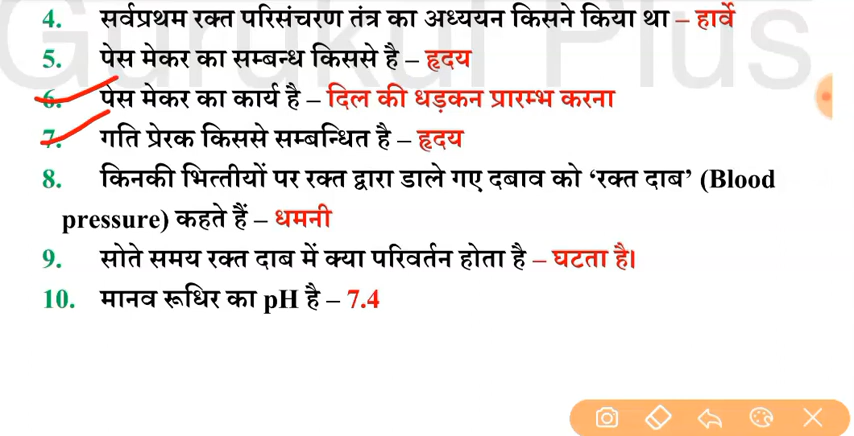 Gurukul Plus
4. सर्वप्रथम रक्त परिसंचरण तंत्र का अध्ययन किसने किया था – हार्वे
5. पेस मेकर का सम्बन्ध किससे है – हृदय
6. पेस मेकर का कार्य है – दिल की धड़कन प्रारम्भ करना
7. गति प्रेरक किससे सम्बन्धित है – हृदय
8. किनकी भित्तीयों पर रक्त द्वारा डाले गए दबाव को ‘रक्त दाब’ (Blood
pressure) कहते हैं – धमनी
9. सोते समय रक्त दाब में क्या परिवर्तन होता है – घटता है।
10. मानव रूधिर का pH है – 7.4